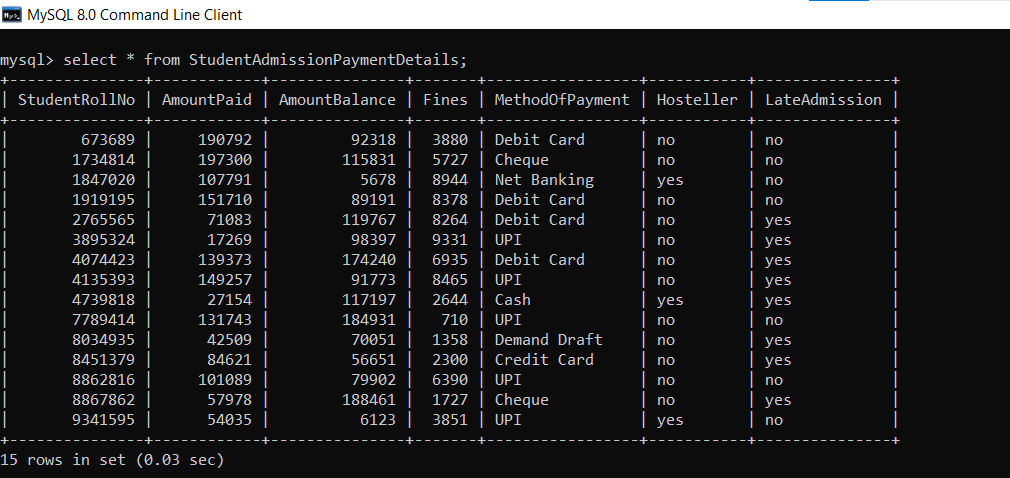 MySQL 8.0 Command Line Client
mysql> select * from StudentAdmissionPaymentDetails;
+---------------+------------+---------------+-------+-----------------+-----------+---------------+
| StudentRollNo | AmountPaid | AmountBalance | Fines | MethodOfPayment | Hosteller | LateAdmission |
+---------------+------------+---------------+-------+-----------------+-----------+---------------+
|        673689 |     190792 |         92318 |  3880 | Debit Card      | no        | no            |
|       1734814 |     197300 |        115831 |  5727 | Cheque          | no        | no            |
|       1847020 |     107791 |          5678 |  8944 | Net Banking     | yes       | no            |
|       1919195 |     151710 |         89191 |  8378 | Debit Card      | no        | no            |
|       2765565 |      71083 |        119767 |  8264 | Debit Card      | no        | yes           |
|       3895324 |      17269 |         98397 |  9331 | UPI             | no        | yes           |
|       4074423 |     139373 |        174240 |  6935 | Debit Card      | no        | yes           |
|       4135393 |     149257 |         91773 |  8465 | UPI             | no        | yes           |
|       4739818 |      27154 |        117197 |  2644 | Cash            | yes       | yes           |
|       7789414 |     131743 |        184931 |   710 | UPI             | no        | no            |
|       8034935 |      42509 |         70051 |  1358 | Demand Draft    | no        | yes           |
|       8451379 |      84621 |         56651 |  2300 | Credit Card     | no        | yes           |
|       8862816 |     101089 |         79902 |  6390 | UPI             | no        | no            |
|       8867862 |      57978 |        188461 |  1727 | Cheque          | no        | yes           |
|       9341595 |      54035 |          6123 |  3851 | UPI             | yes       | no            |
+---------------+------------+---------------+-------+-----------------+-----------+---------------+
15 rows in set (0.03 sec)